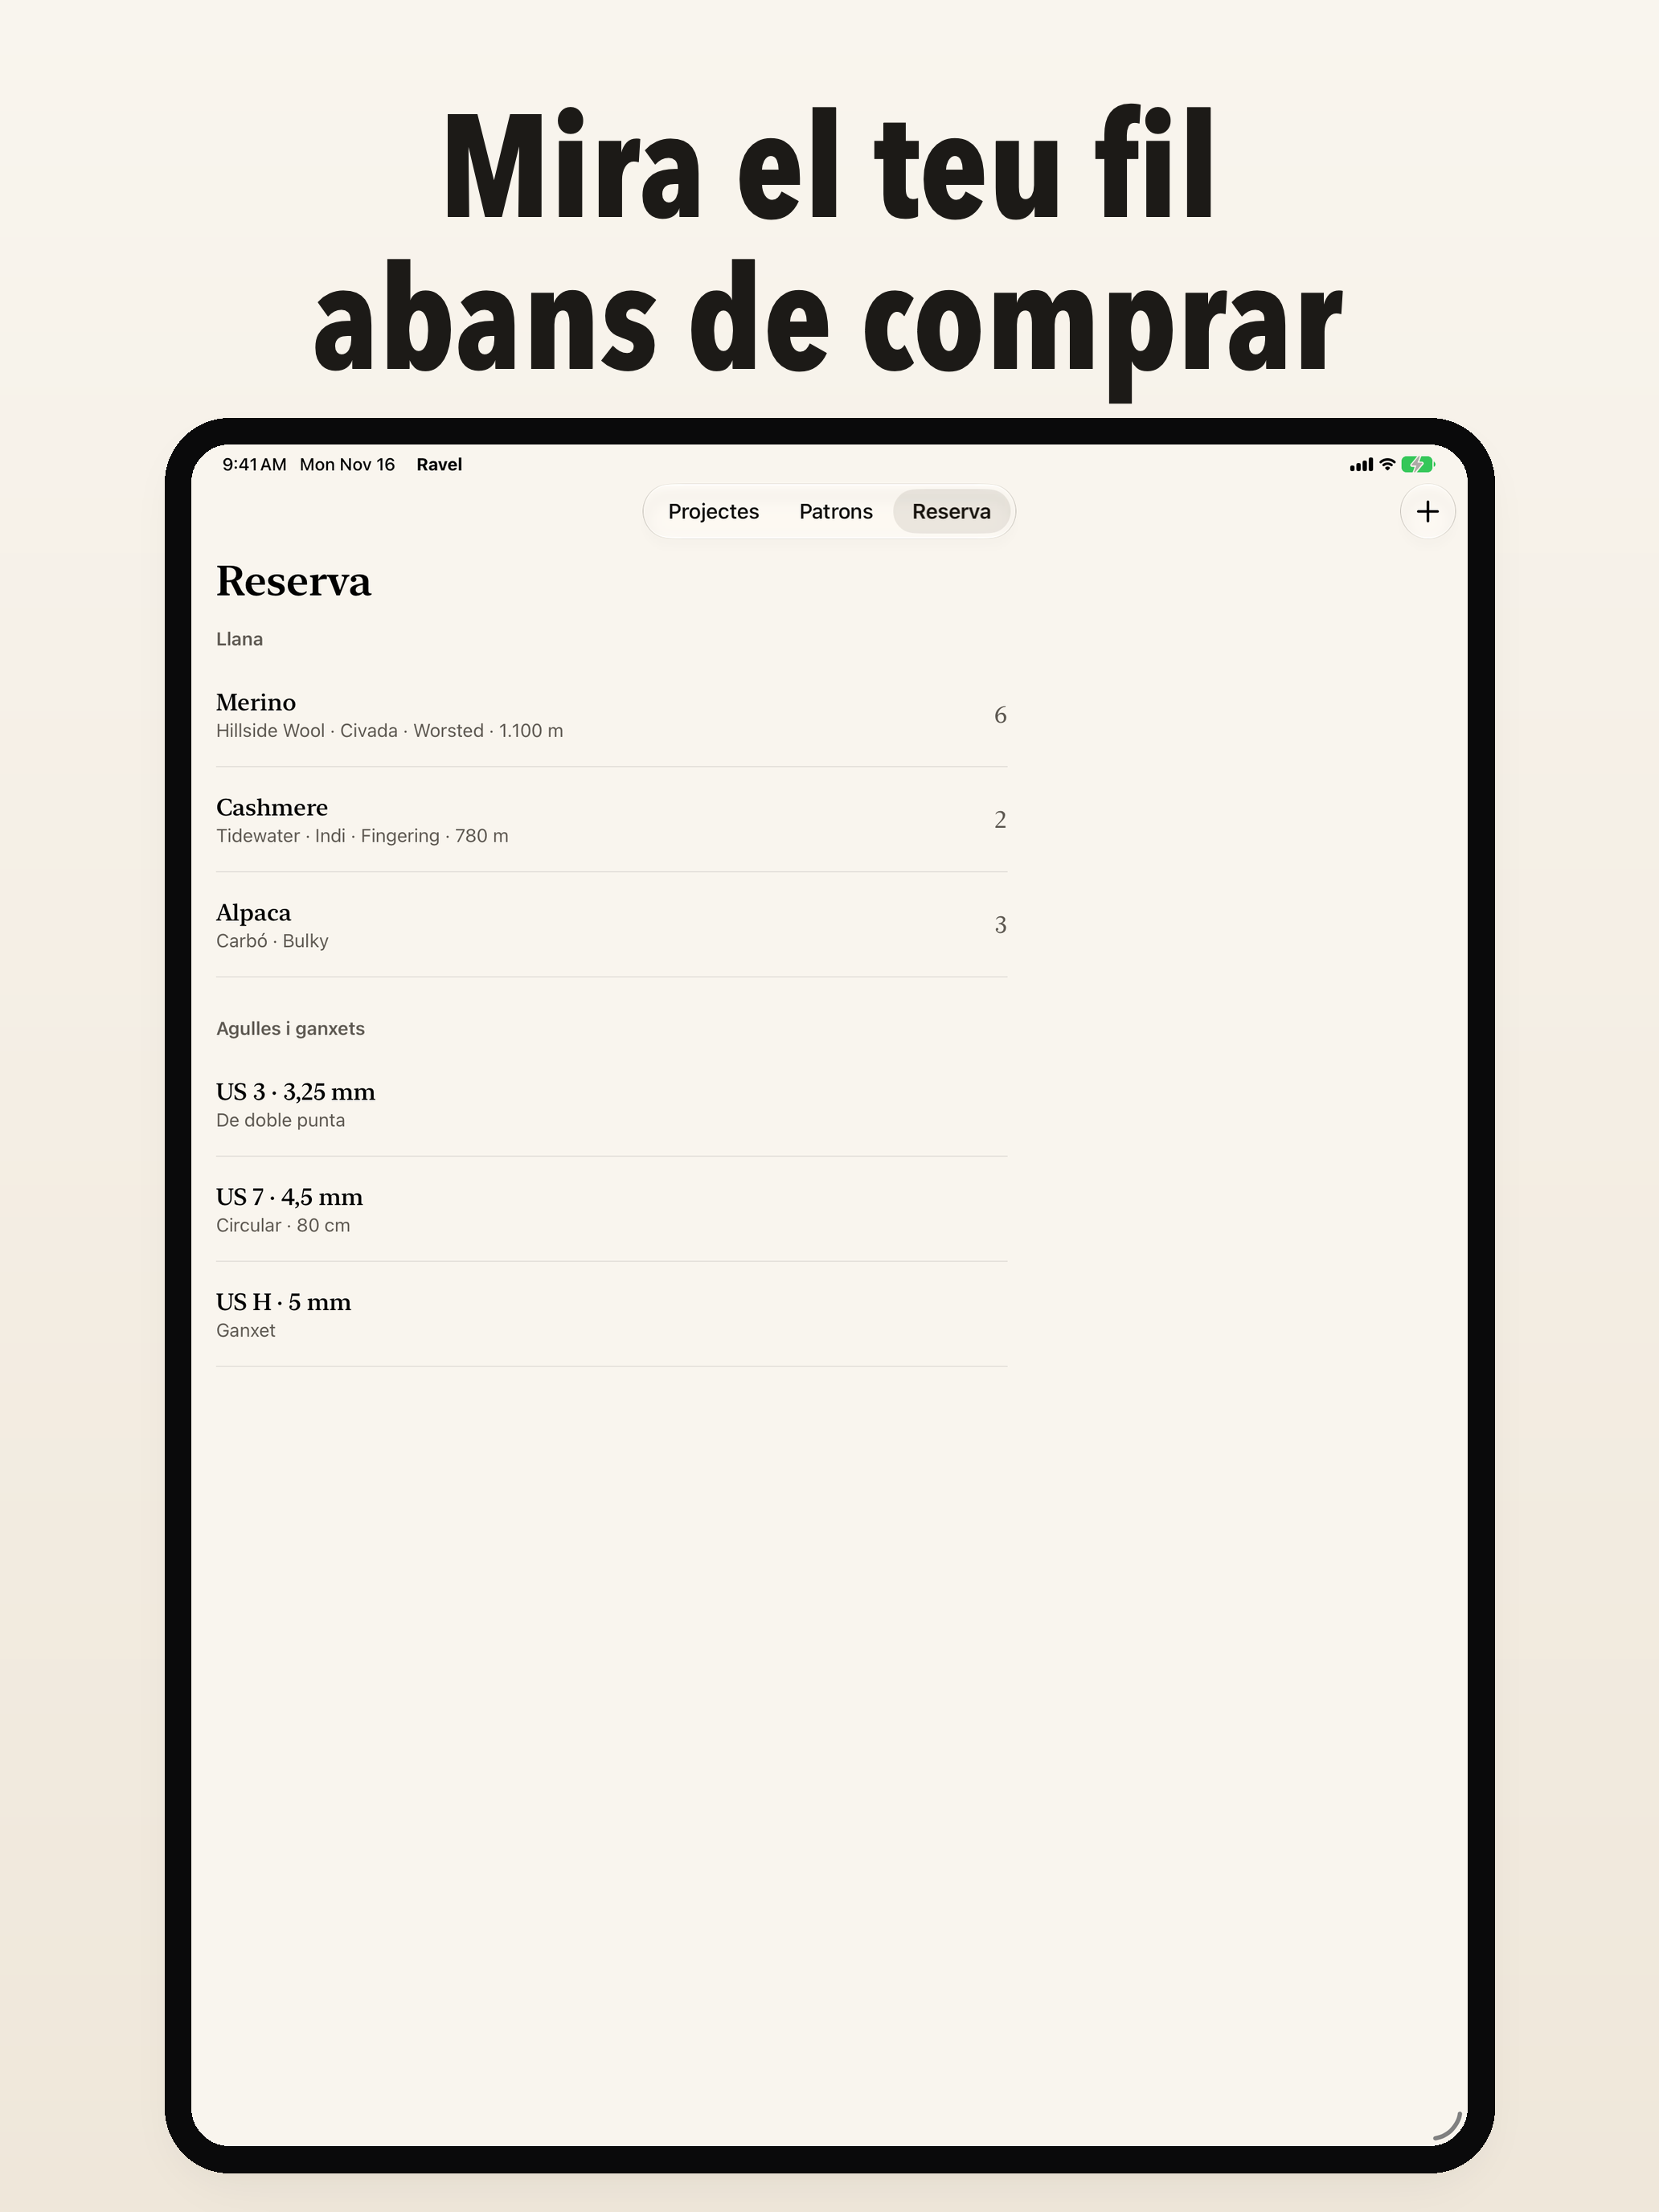 Mira el teu fil
abans de comprar
9:41 AM Mon Nov 16 Ravel
Projectes Patrons Reserva
Reserva
Llana
Merino
6
Hillside Wool · Civada · Worsted · 1.100 m
Cashmere
2
Tidewater · Indi · Fingering · 780 m
Alpaca
3
Carbó · Bulky
Agulles i ganxets
US 3 · 3,25 mm
De doble punta
US 7 · 4,5 mm
Circular · 80 cm
US H · 5 mm
Ganxet